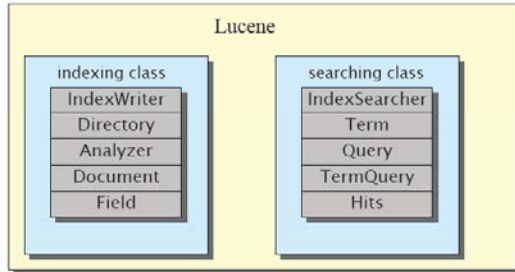 Lucene
indexing class
IndexWriter
Directory
Analyzer
Document
Field
searching class
IndexSearcher
Term
Query
TermQuery
Hits